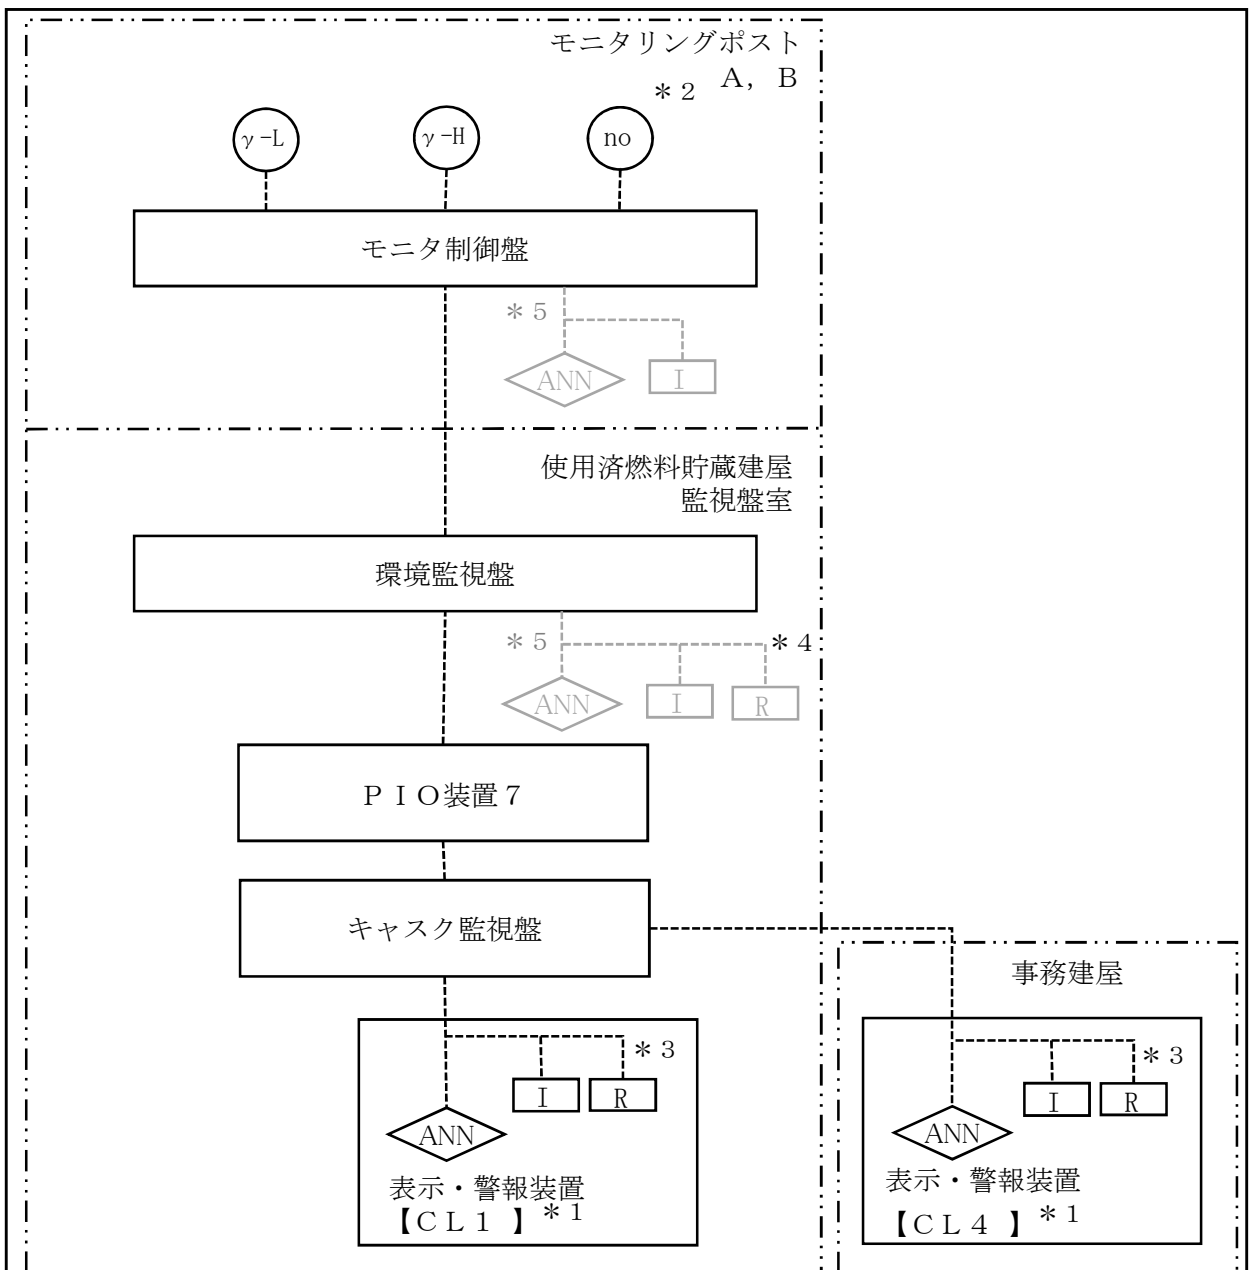 モニタリングポスト
A, B
*2
γ-L
γ-H
no
モニタ制御盤
*5
ANN
I
使用済燃料貯蔵建屋
監視盤室
環境監視盤
*5
*4
ANN
I
R
PIO装置7
キャスク監視盤
事務建屋
*3
I
R
ANN
表示・警報装置
【CL1 】*1
*3
I
R
ANN
表示・警報装置
【CL4 】*1